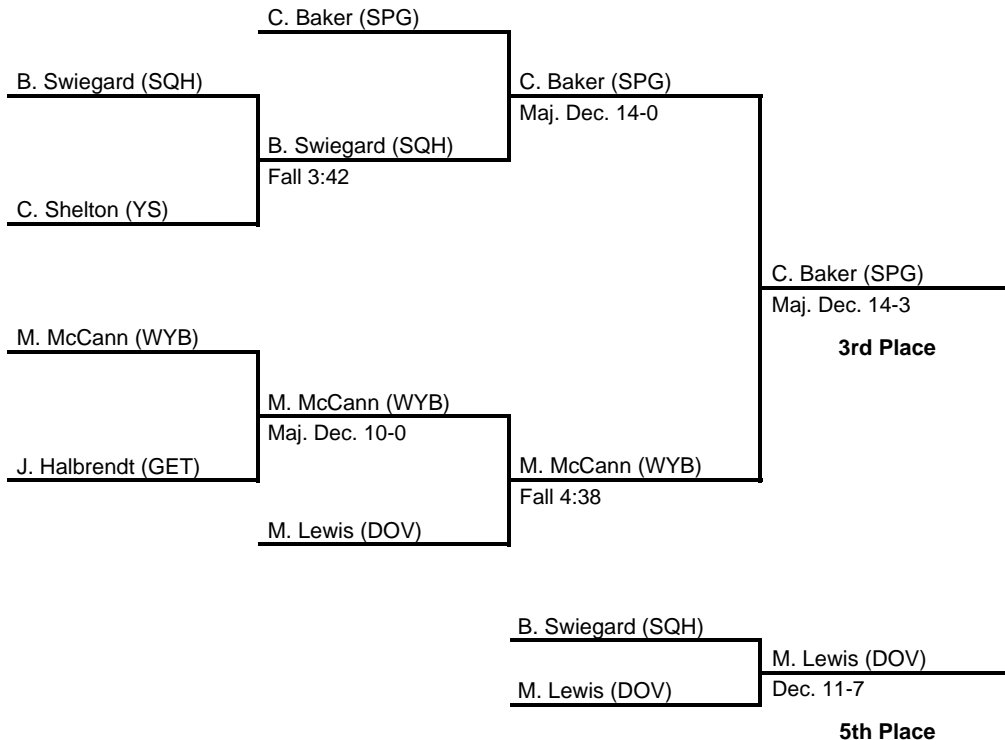 C. Baker (SPG)
B. Swiegard (SQH)
C. Baker (SPG)
Maj. Dec. 14-0
B. Swiegard (SQH)
Fall 3:42
C. Shelton (YS)
C. Baker (SPG)
Maj. Dec. 14-3
3rd Place
M. McCann (WYB)
M. McCann (WYB)
Maj. Dec. 10-0
J. Halbrendt (GET)
M. McCann (WYB)
Fall 4:38
M. Lewis (DOV)
B. Swiegard (SQH)
M. Lewis (DOV)
Dec. 11-7
M. Lewis (DOV)
5th Place